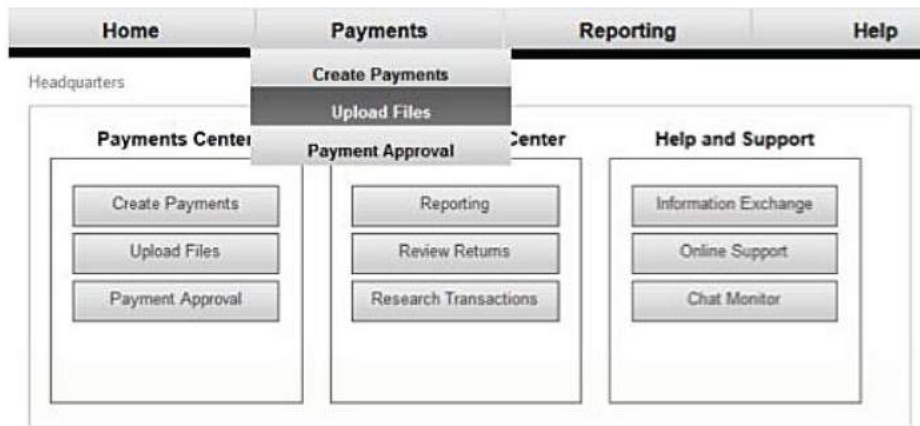 Home Payments Reporting Help
Create Payments
Headquarters
Upload Files
Payments Center Center Help and Support
Payment Approval
Create Payments Reporting Information Exchange
Upload Files Review Returns Online Support
Payment Approval Research Transactions Chat Monitor